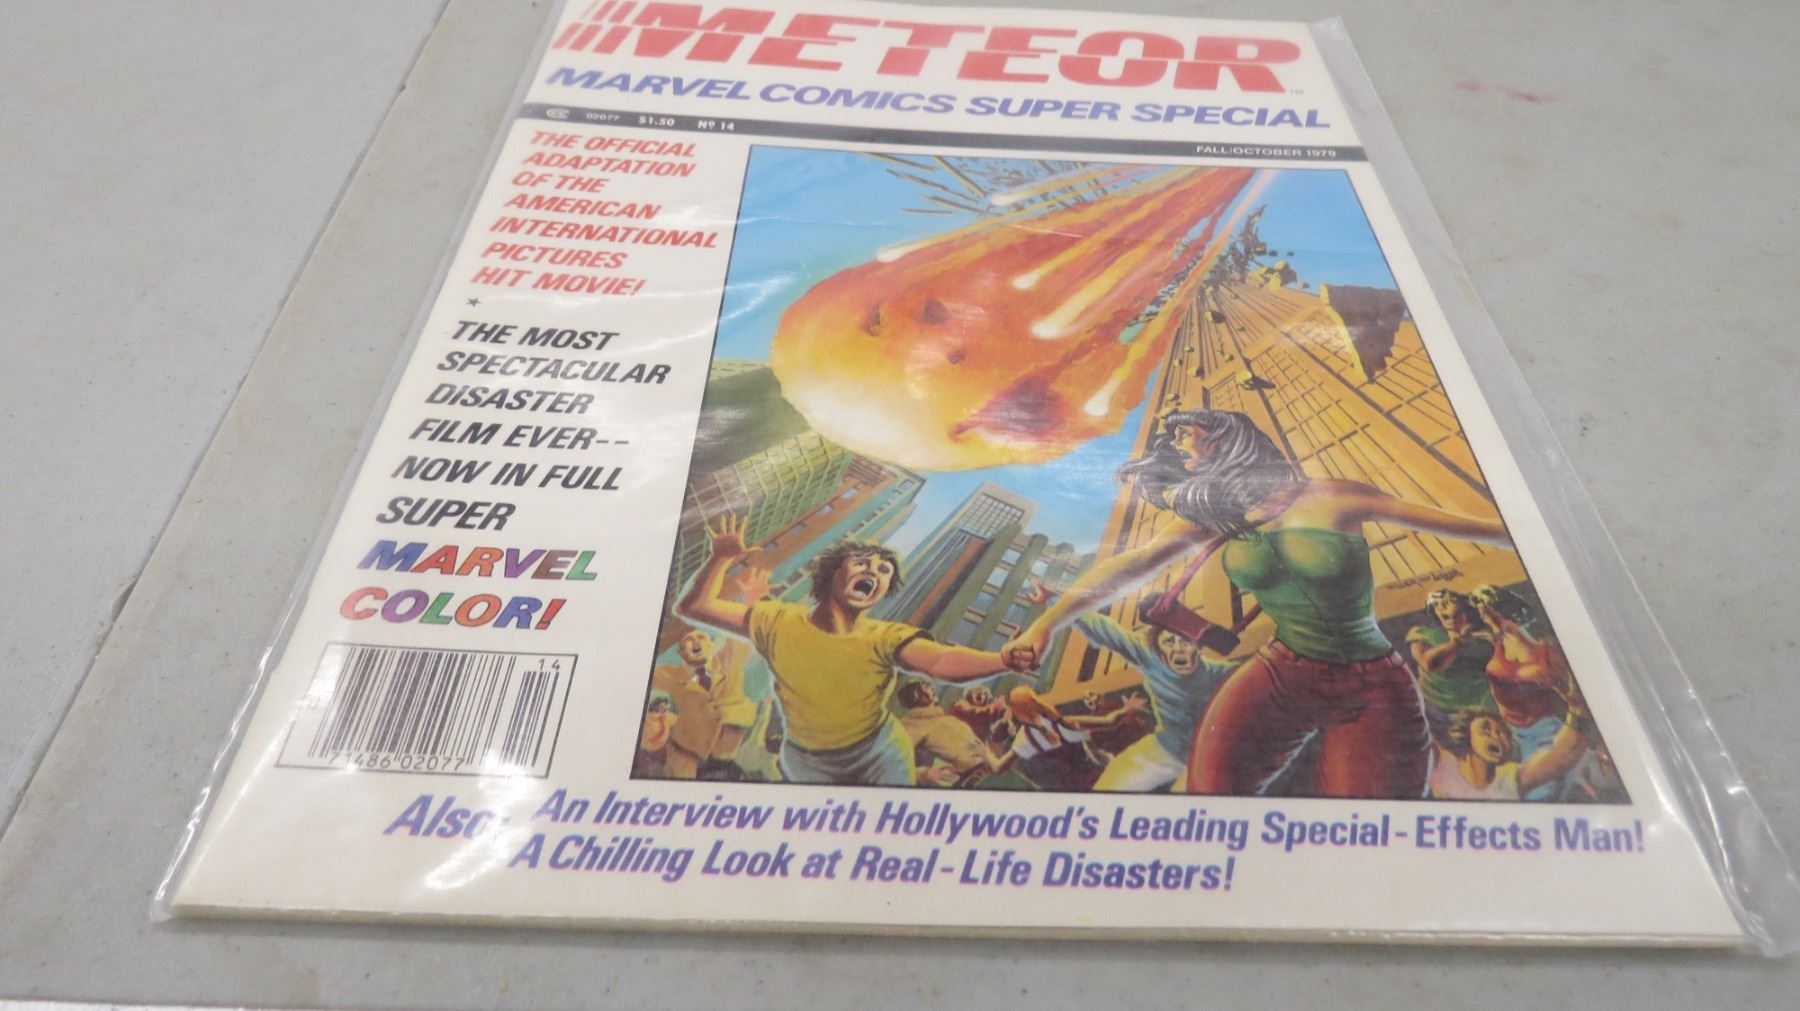 METEOR
MARVEL COMICS SUPER SPECIAL
CC 02077 $1.50 Nº 14
FALL/OCTOBER 1979
THE OFFICIAL
ADAPTATION
OF THE
AMERICAN
INTERNATIONAL
PICTURES
HIT MOVIE!
THE MOST
SPECTACULAR
DISASTER
FILM EVER--
NOW IN FULL
SUPER
MARVEL
COLOR!
14
71486 02077
Also: An Interview with Hollywood's Leading Special-Effects Man!
A Chilling Look at Real-Life Disasters!